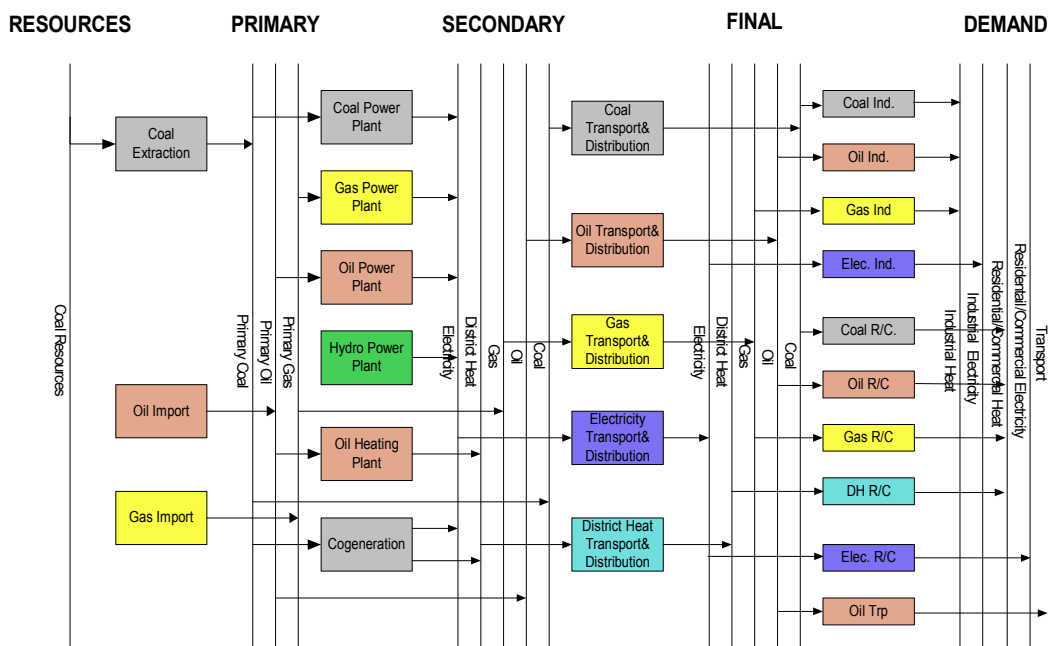 RESOURCES
PRIMARY
SECONDARY
FINAL
DEMAND
Coal Resources
Coal
Extraction
Oil Import
Gas Import
Primary Coal
Primary Oil
Primary Gas
Coal Power
Plant
Gas Power
Plant
Oil Power
Plant
Hydro Power
Plant
Oil Heating
Plant
Cogeneration
Electricity
District Heat
Gas
Oil
Coal
Coal
Transport&
Distribution
Oil Transport&
Distribution
Gas
Transport&
Distribution
Electricity
Transport&
Distribution
District Heat
Transport&
Distribution
Electricity
District Heat
Gas
Oil
Coal
Coal Ind.
Oil Ind.
Gas Ind
Elec. Ind.
Coal R/C.
Oil R/C
Gas R/C
DH R/C
Elec. R/C
Oil Trp
Industrial Heat
Industrial Electricity
Residential/Commercial Heat
Residentail/Commercial Electricity
Transport